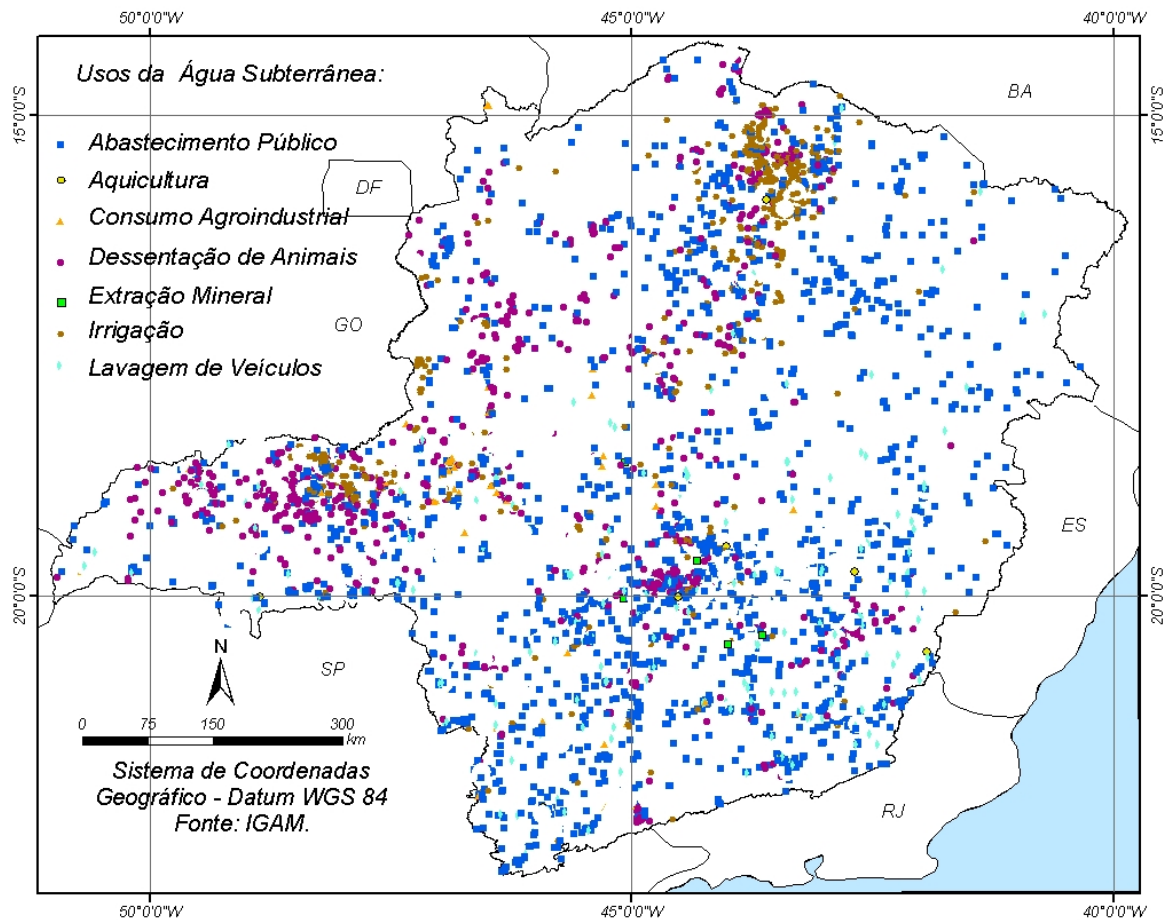 50°0'0"W 45°0'0"W 40°0'0"W
Usos da Água Subterrânea:
BA
15°0'0"S 15°0'0"S
Abastecimento Público
Aquicultura
DF
Consumo Agroindustrial
Dessentação de Animais
Extração Mineral
GO
Irrigação
Lavagem de Veículos
ES
20°0'0"S 20°0'0"S
N
SP
0 75 150 300
km
Sistema de Coordenadas
Geográfico - Datum WGS 84
Fonte: IGAM.
RJ
50°0'0"W 45°0'0"W 40°0'0"W